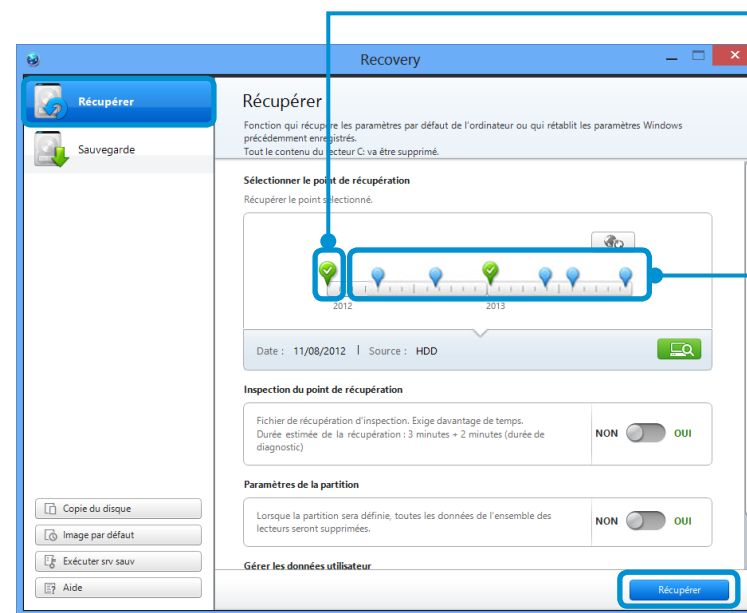 Recovery
Récupérer
Sauvegarde
Copie du disque
Image par défaut
Exécuter srv sauv
Aide
Récupérer
Fonction qui récupère les paramètres par défaut de l'ordinateur ou qui rétablit les paramètres Windows
précédemment enregistrés.
Tout le contenu du lecteur C: va être supprimé.
Sélectionner le point de récupération
Récupérer le point sélectionné.
2012 2013
Date : 11/08/2012 | Source : HDD
Inspection du point de récupération
Fichier de récupération d'inspection. Exige davantage de temps.
Durée estimée de la récupération : 3 minutes + 2 minutes (durée de
diagnostic)
NON OUI
Paramètres de la partition
Lorsque la partition sera définie, toutes les données de l'ensemble des
lecteurs seront supprimées.
NON OUI
Gérer les données utilisateur
Récupérer